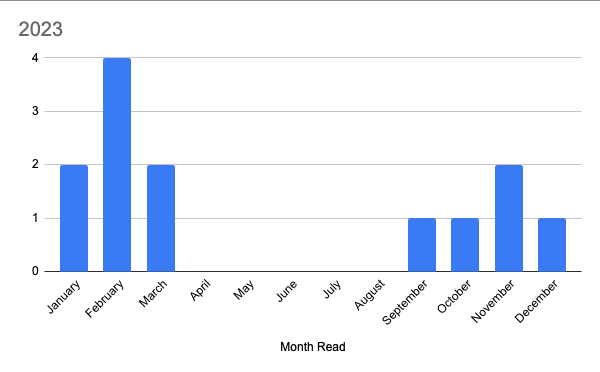 2023
4
3
2
1
0
January
February
March
April
May
June
July
August
September
October
November
December
Month Read